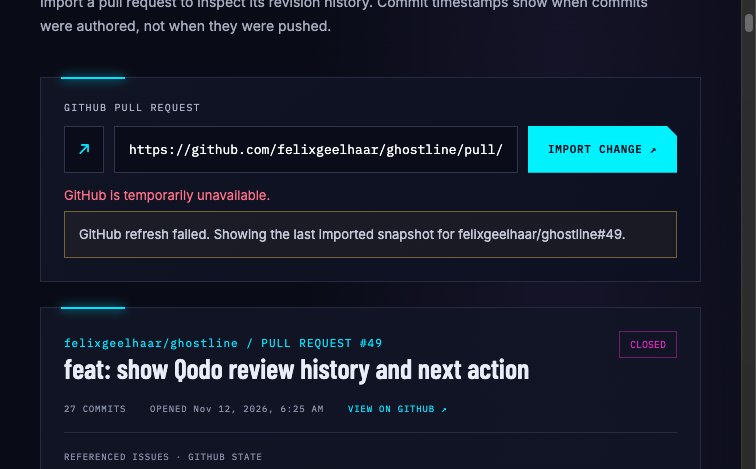 Import a pull request to inspect its revision history. Commit timestamps show when commits
were authored, not when they were pushed.
GITHUB PULL REQUEST
↗ https://github.com/felixgeelhaar/ghostline/pull/ IMPORT CHANGE ↗
GitHub is temporarily unavailable.
GitHub refresh failed. Showing the last imported snapshot for felixgeelhaar/ghostline#49.
felixgeelhaar/ghostline / PULL REQUEST #49
CLOSED
feat: show Qodo review history and next action
27 COMMITS OPENED Nov 12, 2026, 6:25 AM VIEW ON GITHUB ↗
REFERENCED ISSUES · GITHUB STATE